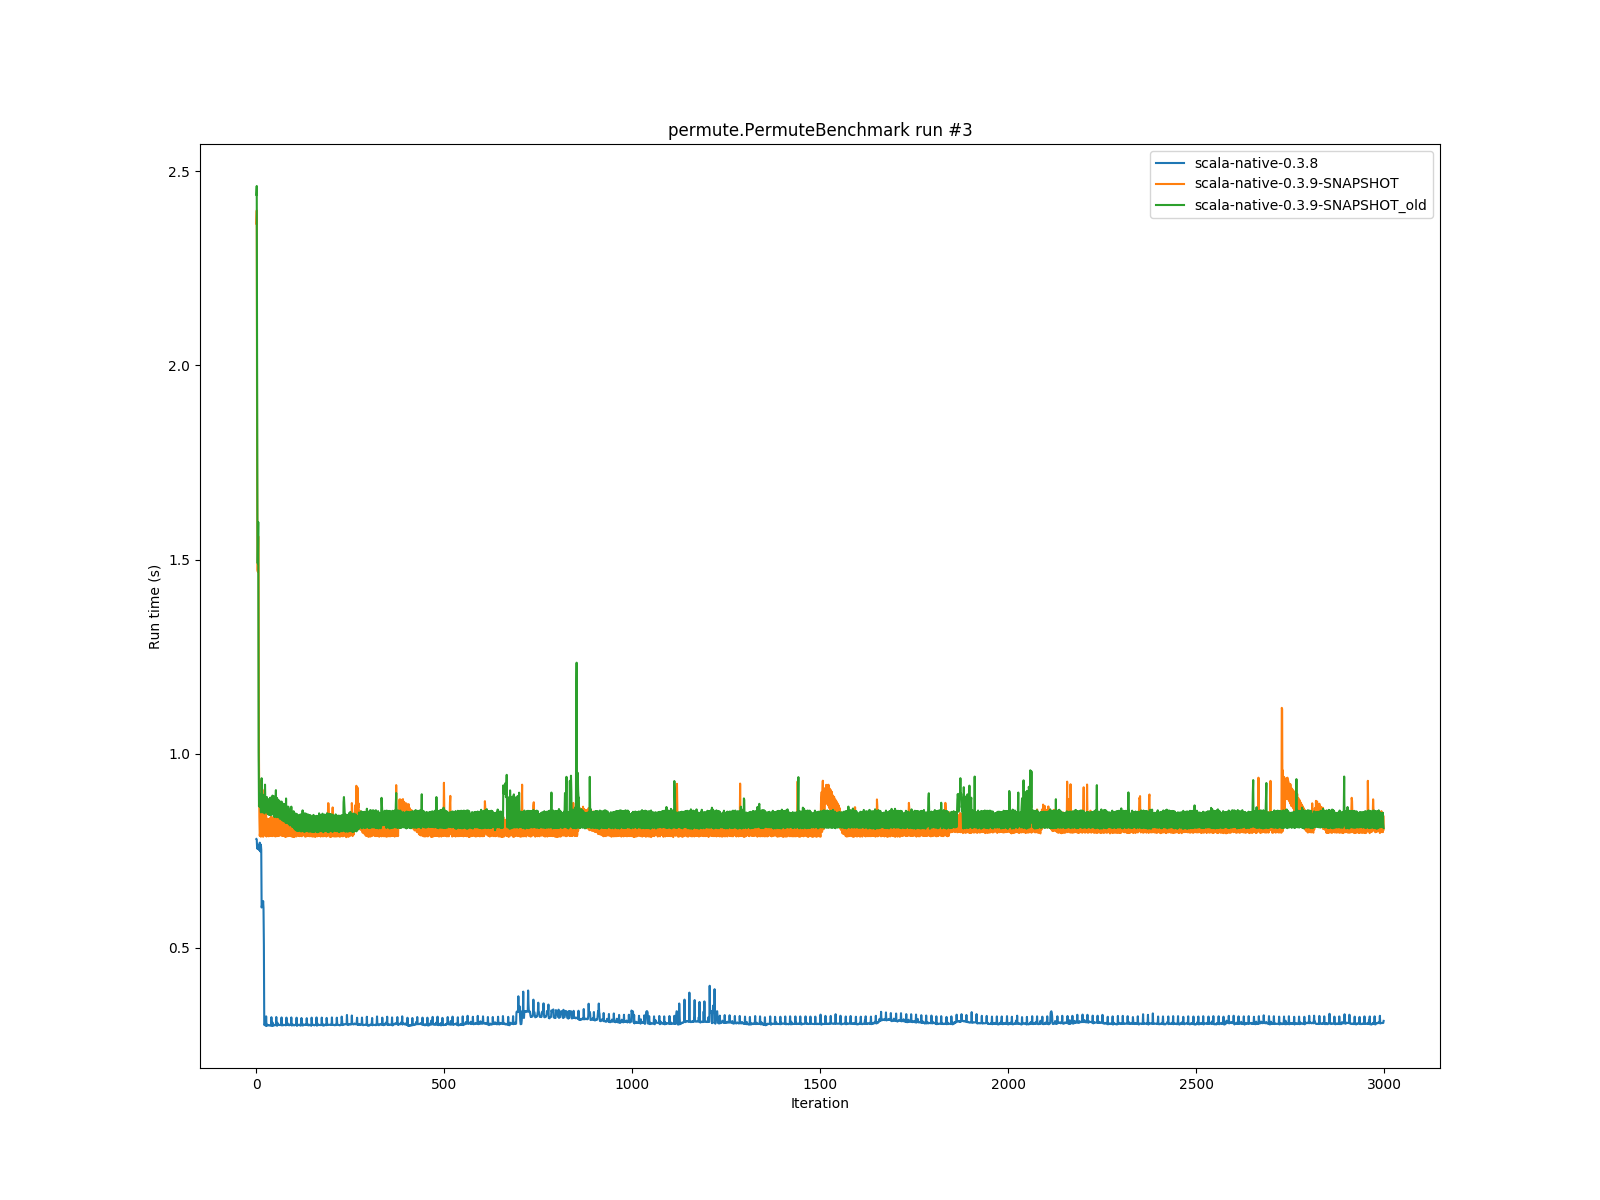 permute.PermuteBenchmark run #3
scala-native-0.3.8
scala-native-0.3.9-SNAPSHOT
scala-native-0.3.9-SNAPSHOT_old
Run time (s)
2.5
2.0
1.5
1.0
0.5
0
500
1000
1500
2000
2500
3000
Iteration